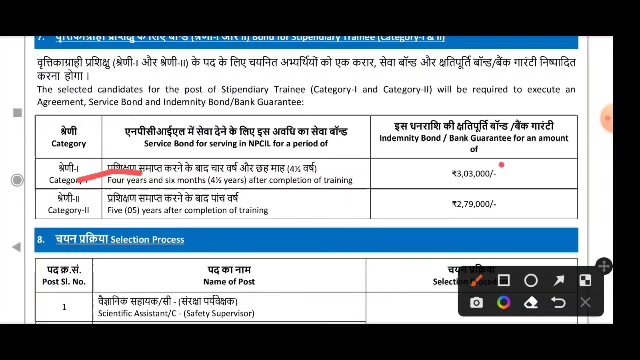 7. वृत्तिकाग्राही प्रशिक्षु के लिए बॉन्ड (श्रेणी-I और II) Bond for Stipendiary Trainee (Category-I & II)
वृत्तिकाग्राही प्रशिक्षु (श्रेणी-I और श्रेणी-II) के पद के लिए चयनित अभ्यर्थियों को एक करार, सेवा बॉन्ड और क्षतिपूर्ति बॉन्ड/बैंक गारंटी निष्पादित
करना होगा ।
The selected candidates for the post of Stipendiary Trainee (Category-I and Category-II) will be required to execute an
Agreement, Service Bond and Indemnity Bond/Bank Guarantee:
श्रेणी
Category
एनपीसीआईएल में सेवा देने के लिए इस अवधि का सेवा बॉन्ड
Service Bond for serving in NPCIL for a period of
इस धनराशि की क्षतिपूर्ति बॉन्ड /बैंक गारंटी
Indemnity Bond / Bank Guarantee for an amount
of
श्रेणी-I
Category-I
प्रशिक्षण समाप्त करने के बाद चार वर्ष और छह माह (4½ वर्ष)
Four years and six months (4½ years) after completion of training
₹3,03,000/-
श्रेणी-II
Category-II
प्रशिक्षण समाप्त करने के बाद पांच वर्ष
Five (05) years after completion of training
₹2,79,000/-
8. चयन प्रक्रिया Selection Process
पद क्र.सं.
Post Sl. No.
पद का नाम
Name of Post
चयन प्रक्रिया
Selection
1
वैज्ञानिक सहायक/सी - (संरक्षा पर्यवेक्षक)
Scientific Assistant/C - (Safety Supervisor)